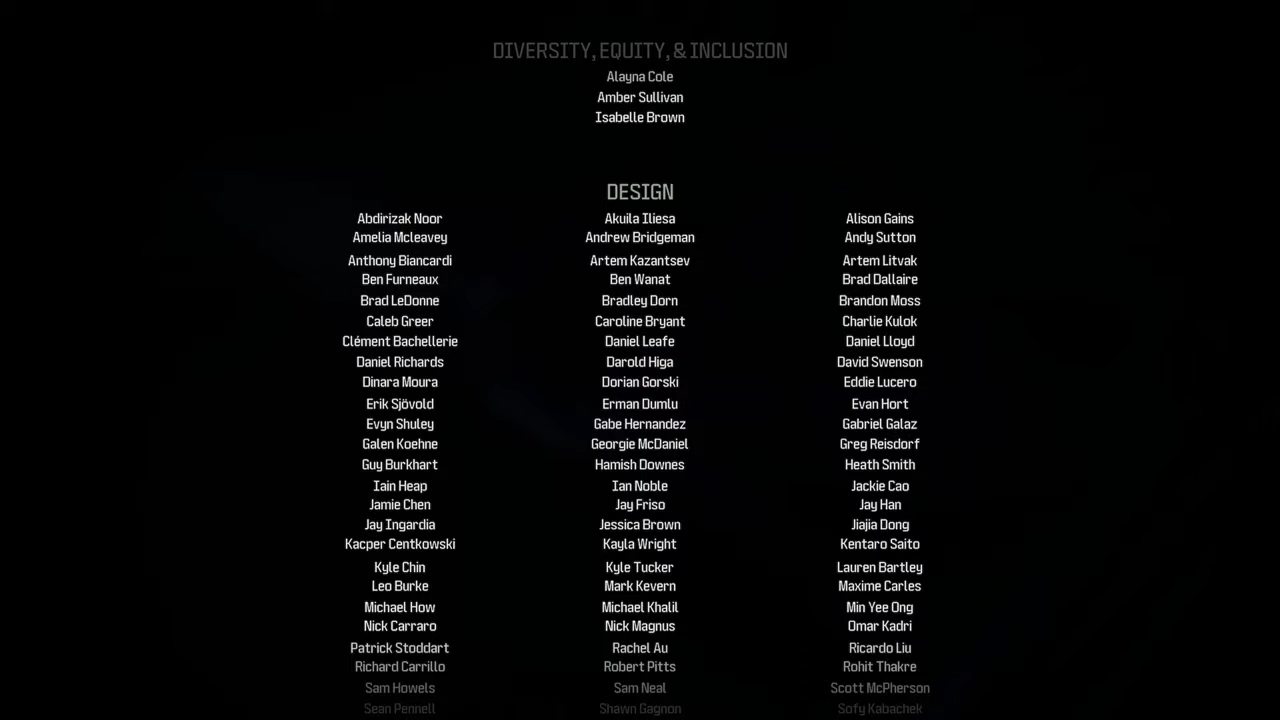 DIVERSITY, EQUITY, & INCLUSION
Alayna Cole
Amber Sullivan
Isabelle Brown
DESIGN
Abdirizak Noor Akuila Iliesa Alison Gains
Amelia Mcleavey Andrew Bridgeman Andy Sutton
Anthony Biancardi Artem Kazantsev Artem Litvak
Ben Furneaux Ben Wanat Brad Dallaire
Brad LeDonne Bradley Dorn Brandon Moss
Caleb Greer Caroline Bryant Charlie Kulok
Clément Bachellerie Daniel Leafe Daniel Lloyd
Daniel Richards Darold Higa David Swenson
Dinara Moura Dorian Gorski Eddie Lucero
Erik Sjövold Erman Dumlu Evan Hort
Evyn Shuley Gabe Hernandez Gabriel Galaz
Galen Koehne Georgie McDaniel Greg Reisdorf
Guy Burkhart Hamish Downes Heath Smith
Iain Heap Ian Noble Jackie Cao
Jamie Chen Jay Friso Jay Han
Jay Ingardia Jessica Brown Jiajia Dong
Kacper Centkowski Kayla Wright Kentaro Saito
Kyle Chin Kyle Tucker Lauren Bartley
Leo Burke Mark Kevern Maxime Carles
Michael How Michael Khalil Min Yee Ong
Nick Carraro Nick Magnus Omar Kadri
Patrick Stoddart Rachel Au Ricardo Liu
Richard Carrillo Robert Pitts Rohit Thakre
Sam Howels Sam Neal Scott McPherson
Sean Pennell Shawn Gagnon Sofy Kabachek